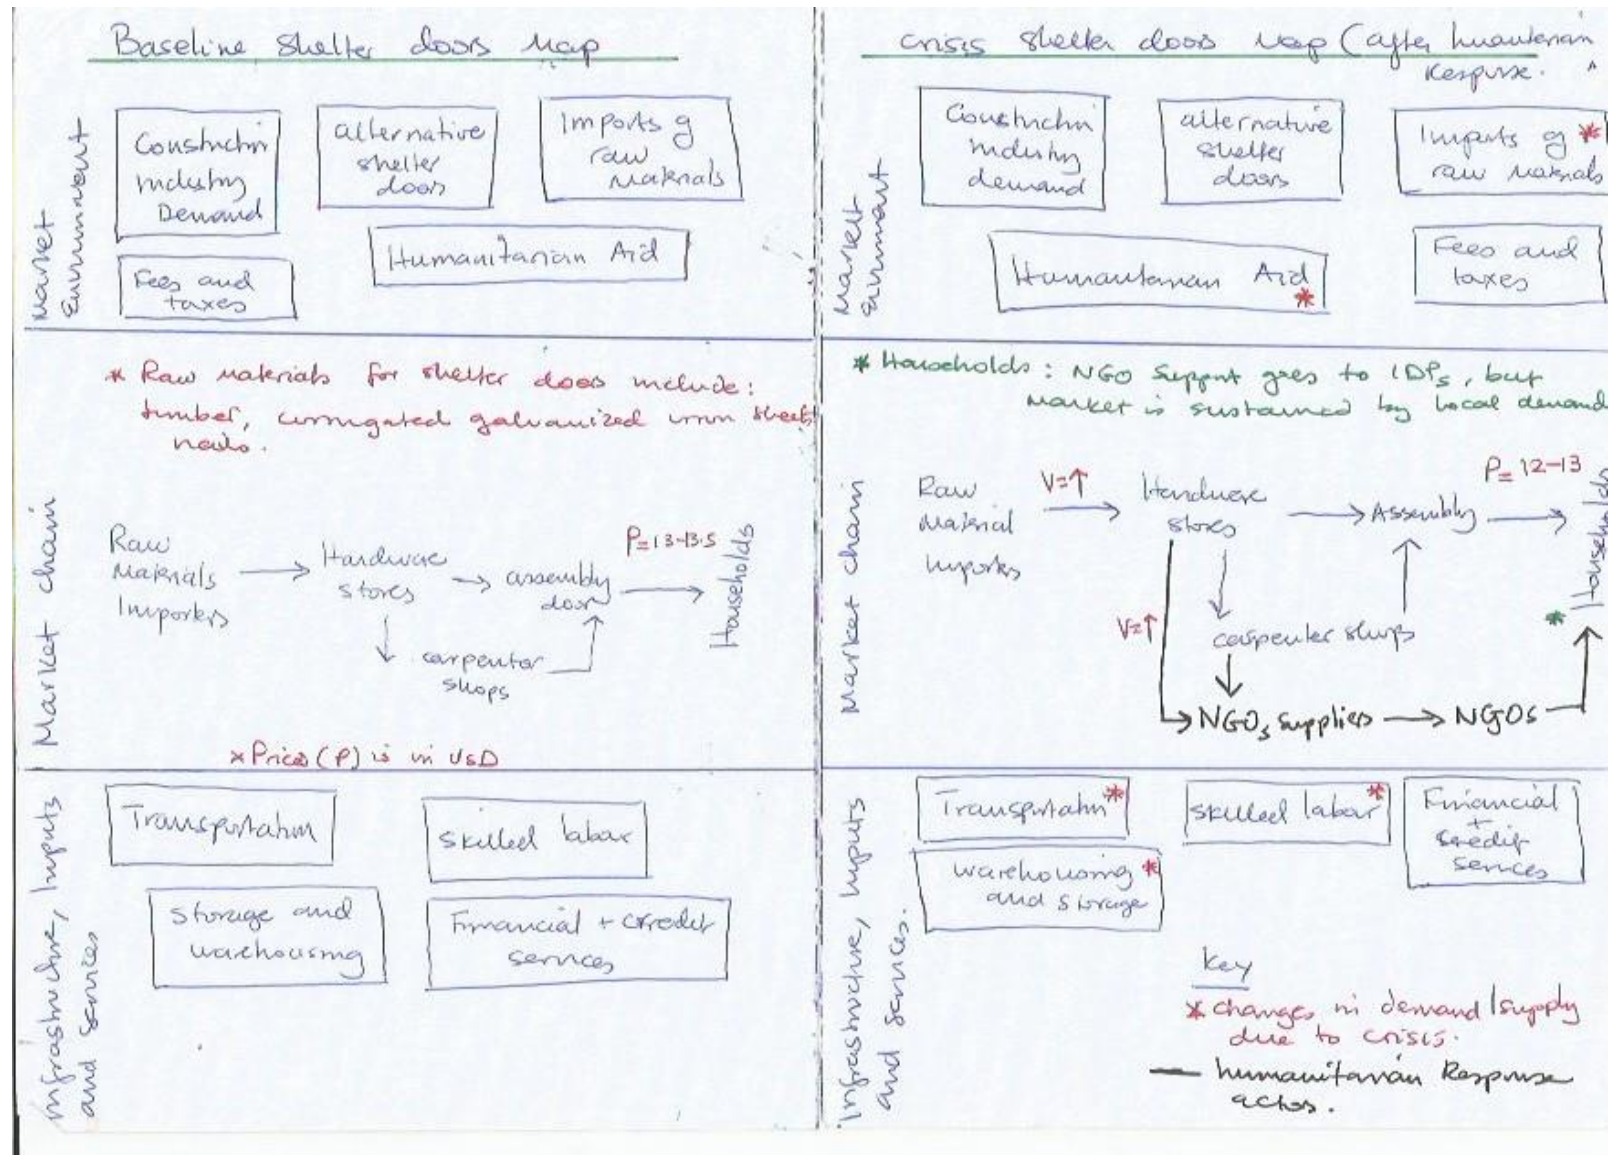 Baseline shelter doors Map
Market
Environment
Construction
industry
Demand
alternative
shelter
doors
Imports of
raw
Materials
Fees and
taxes
Humanitarian Aid
* Raw materials for shelter doors include:
timber, corrugated galvanized iron sheets
nails.
Market chain
Raw
Materials
Importers
Hardware
stores
assembly
door
P=13-13.5
Households
carpenter
shops
* Prices (P) is in USD
Infrastructure, Inputs
and services
Transportation
Skilled labar
Storage and
warehousing
Financial + credit
services
Crisis shelter doors Map (after humanitarian
Response.
Market
Environment
Construction
industry
demand
alternative
shelter
doors
Imports of *
raw materials
Humanitarian Aid
*
Fees and
taxes
* Households: NGO Support goes to IDPs, but
market is sustained by local demand
Market chain
Raw
Material
Importers
V=↑
Hardware
stores
Assembly
P=12-13
Households
*
V=↑
carpenter shops
NGOs suppliers
NGOs
Infrastructure, Inputs
and services.
Transportation*
Skilled labar*
Financial
+
credit
services
warehousing*
and storage
Key
* changes in demand/supply
due to crisis.
— humanitarian Response
actos.